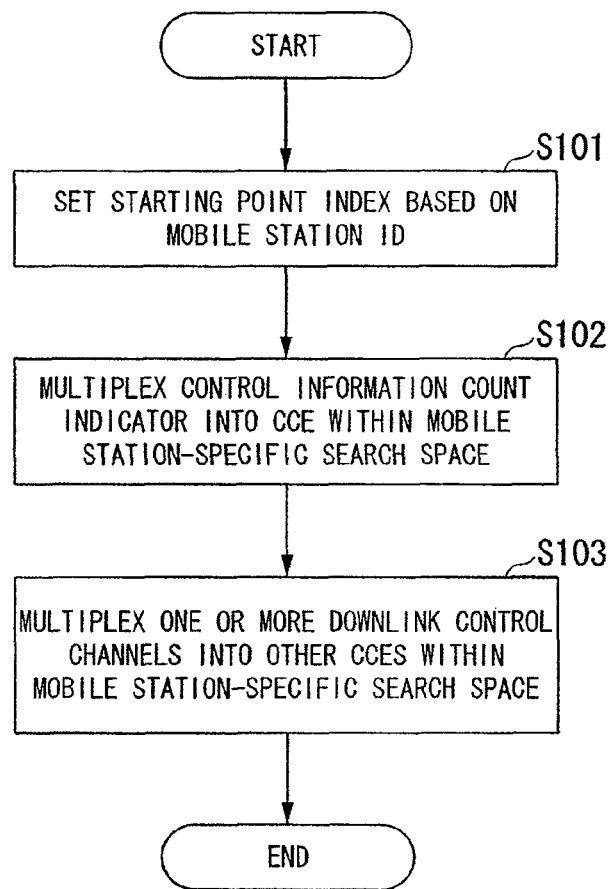 START
S101
SET STARTING POINT INDEX BASED ON
MOBILE STATION ID
S102
MULTIPLEX CONTROL INFORMATION COUNT
INDICATOR INTO CCE WITHIN MOBILE
STATION-SPECIFIC SEARCH SPACE
S103
MULTIPLEX ONE OR MORE DOWNLINK CONTROL
CHANNELS INTO OTHER CCES WITHIN
MOBILE STATION-SPECIFIC SEARCH SPACE
END